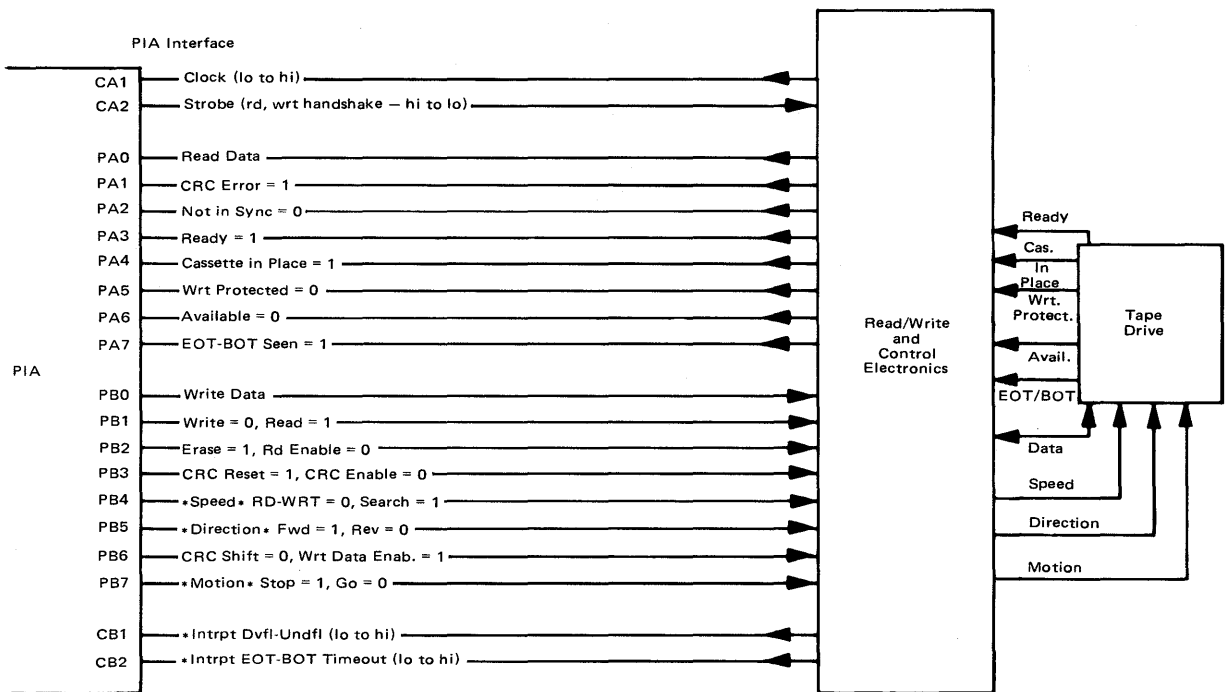 PIA Interface
CA1 Clock (lo to hi)
CA2 Strobe (rd, wrt handshake — hi to lo)
PA0 Read Data
PA1 CRC Error = 1
PA2 Not in Sync = 0
PA3 Ready = 1
PA4 Cassette in Place = 1
PA5 Wrt Protected = 0
PA6 Available = 0
PA7 EOT-BOT Seen = 1
PIA
PB0 Write Data
PB1 Write = 0, Read = 1
PB2 Erase = 1, Rd Enable = 0
PB3 CRC Reset = 1, CRC Enable = 0
PB4 *Speed* RD-WRT = 0, Search = 1
PB5 *Direction* Fwd = 1, Rev = 0
PB6 CRC Shift = 0, Wrt Data Enab. = 1
PB7 *Motion* Stop = 1, Go = 0
CB1 *Intrpt Dvfl-Undfl (lo to hi)
CB2 *Intrpt EOT-BOT Timeout (lo to hi)
Read/Write
and
Control
Electronics
Ready
Cas.
In
Place
Wrt.
Protect.
Avail.
EOT/BOT
Data
Speed
Direction
Motion
Tape
Drive